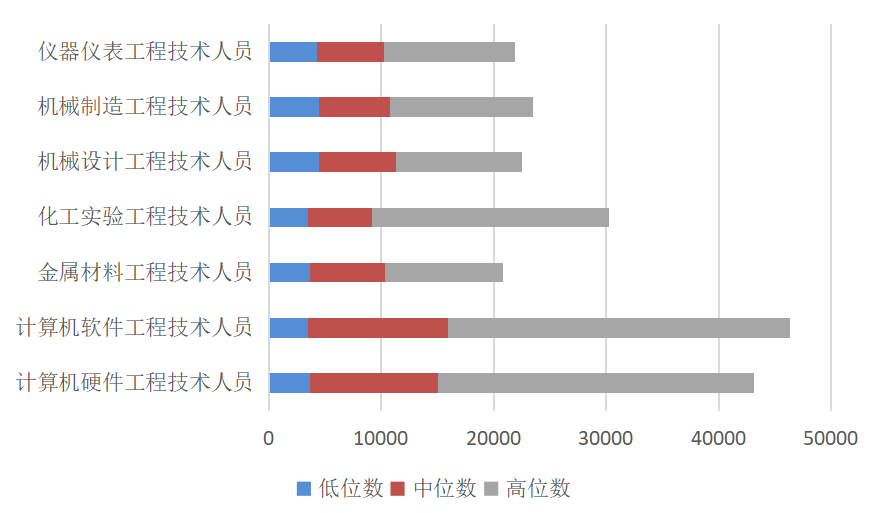 仪器仪表工程技术人员
机械制造工程技术人员
机械设计工程技术人员
化工实验工程技术人员
金属材料工程技术人员
计算机软件工程技术人员
计算机硬件工程技术人员
0 10000 20000 30000 40000 50000
低位数 中位数 高位数